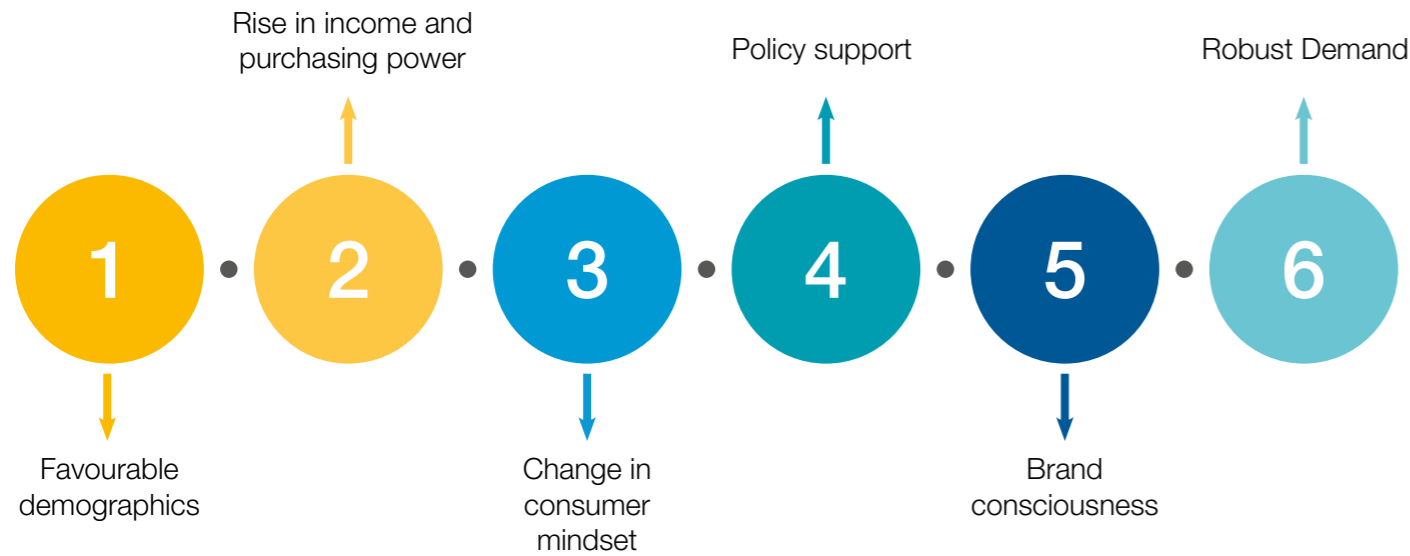 Rise in income and
purchasing power
Policy support
Robust Demand
1
2
3
4
5
6
Favourable
demographics
Change in
consumer
mindset
Brand
consciousness